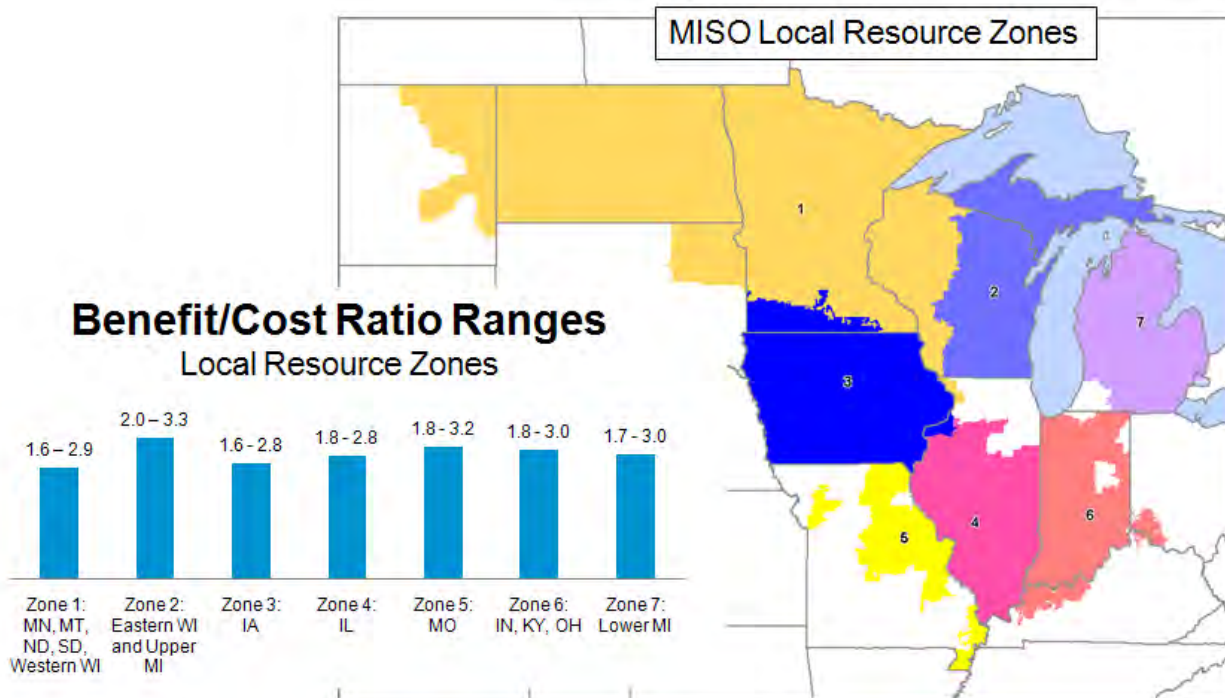 MISO Local Resource Zones
1
2
7
3
4
6
5
Benefit/Cost Ratio Ranges
Local Resource Zones
1.6 – 2.9
2.0 – 3.3
1.6 - 2.8
1.8 - 2.8
1.8 - 3.2
1.8 - 3.0
1.7 - 3.0
Zone 1:
MN, MT,
ND, SD,
Western WI
Zone 2:
Eastern WI
and Upper
MI
Zone 3:
IA
Zone 4:
IL
Zone 5:
MO
Zone 6:
IN, KY, OH
Zone 7:
Lower MI